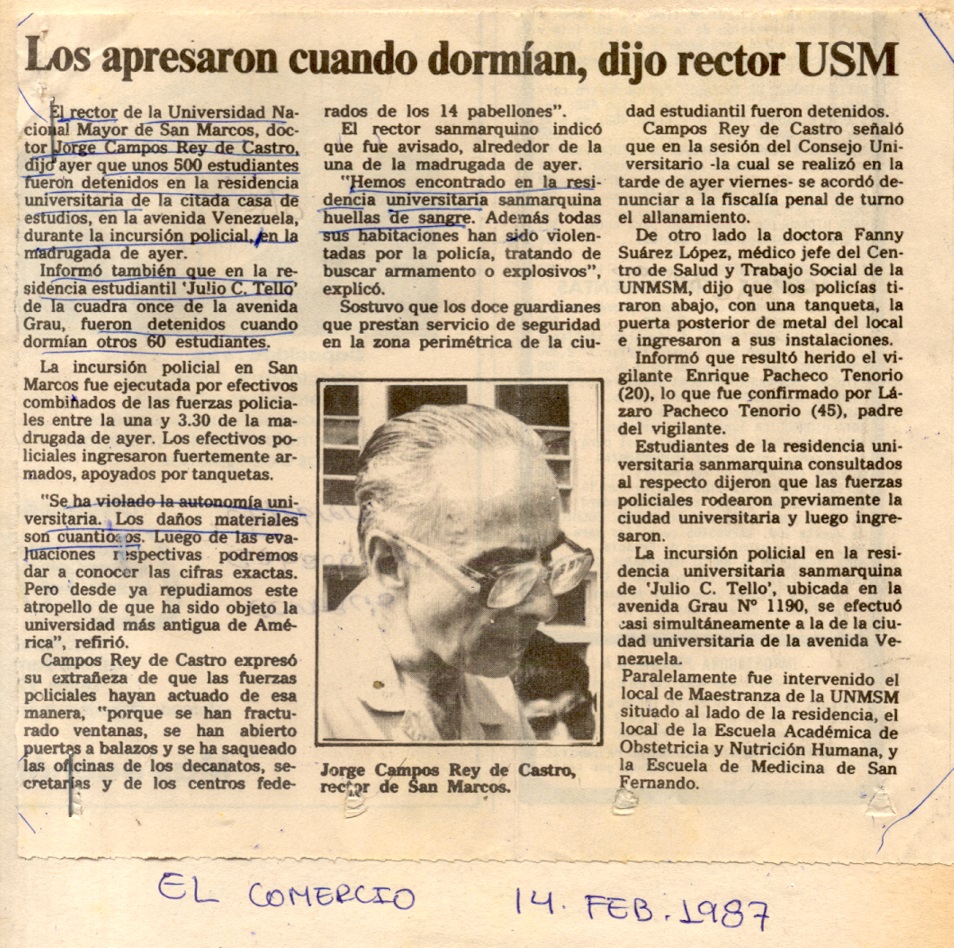 Los apresaron cuando dormían, dijo rector USM
El rector de la Universidad Na-
cional Mayor de San Marcos, doc-
tor Jorge Campos Rey de Castro,
dijo ayer que unos 500 estudiantes
fueron detenidos en la residencia
universitaria de la citada casa de
estudios, en la avenida Venezuela,
durante la incursión policial, en la
madrugada de ayer.
Informó también que en la re-
sidencia estudiantil 'Julio C. Tello'
de la cuadra once de la avenida
Grau, fueron detenidos cuando
dormían otros 60 estudiantes.
La incursión policial en San
Marcos fue ejecutada por efectivos
combinados de las fuerzas policia-
les entre la una y 3.30 de la ma-
drugada de ayer. Los efectivos po-
liciales ingresaron fuertemente ar-
mados, apoyados por tanquetas.
"Se ha violado la autonomía uni-
versitaria. Los daños materiales
son cuantiosos. Luego de las eva-
luaciones respectivas podremos
dar a conocer las cifras exactas.
Pero desde ya repudiamos este
atropello de que ha sido objeto la
universidad más antigua de Amé-
rica", refirió.
Campos Rey de Castro expresó
su extrañeza de que las fuerzas
policiales hayan actuado de esa
manera, "porque se han fractu-
rado ventanas, se han abierto
puertas a balazos y se ha saqueado
las oficinas de los decanatos, se-
cretarías y de los centros fede-
rados de los 14 pabellones".
El rector sanmarquino indicó
que fue avisado, alrededor de la
una de la madrugada de ayer.
"Hemos encontrado en la resi-
dencia universitaria sanmarquina
huellas de sangre. Además todas
sus habitaciones han sido violen-
tadas por la policía, tratando de
buscar armamento o explosivos",
explicó.
Sostuvo que los doce guardianes
que prestan servicio de seguridad
en la zona perimétrica de la ciu-
Jorge Campos Rey de Castro,
rector de San Marcos.
dad estudiantil fueron detenidos.
Campos Rey de Castro señaló
que en la sesión del Consejo Uni-
versitario -la cual se realizó en la
tarde de ayer viernes- se acordó de-
nunciar a la fiscalía penal de turno
el allanamiento.
De otro lado la doctora Fanny
Suárez López, médico jefe del Cen-
tro de Salud y Trabajo Social de la
UNMSM, dijo que los policías ti-
raron abajo, con una tanqueta, la
puerta posterior de metal del local
e ingresaron a sus instalaciones.
Informó que resultó herido el vi-
gilante Enrique Pacheco Tenorio
(20), lo que fue confirmado por Lá-
zaro Pacheco Tenorio (45), padre
del vigilante.
Estudiantes de la residencia uni-
versitaria sanmarquina consultados
al respecto dijeron que las fuerzas
policiales rodearon previamente la
ciudad universitaria y luego ingre-
saron.
La incursión policial en la resi-
dencia universitaria sanmarquina
de 'Julio C. Tello', ubicada en la
avenida Grau Nº 1190, se efectuó
casi simultáneamente a la de la ciu-
dad universitaria de la avenida Ve-
nezuela.
Paralelamente fue intervenido el
local de Maestranza de la UNMSM
situado al lado de la residencia, el
local de la Escuela Académica de
Obstetricia y Nutrición Humana, y
la Escuela de Medicina de San
Fernando.
EL COMERCIO 14. FEB. 1987